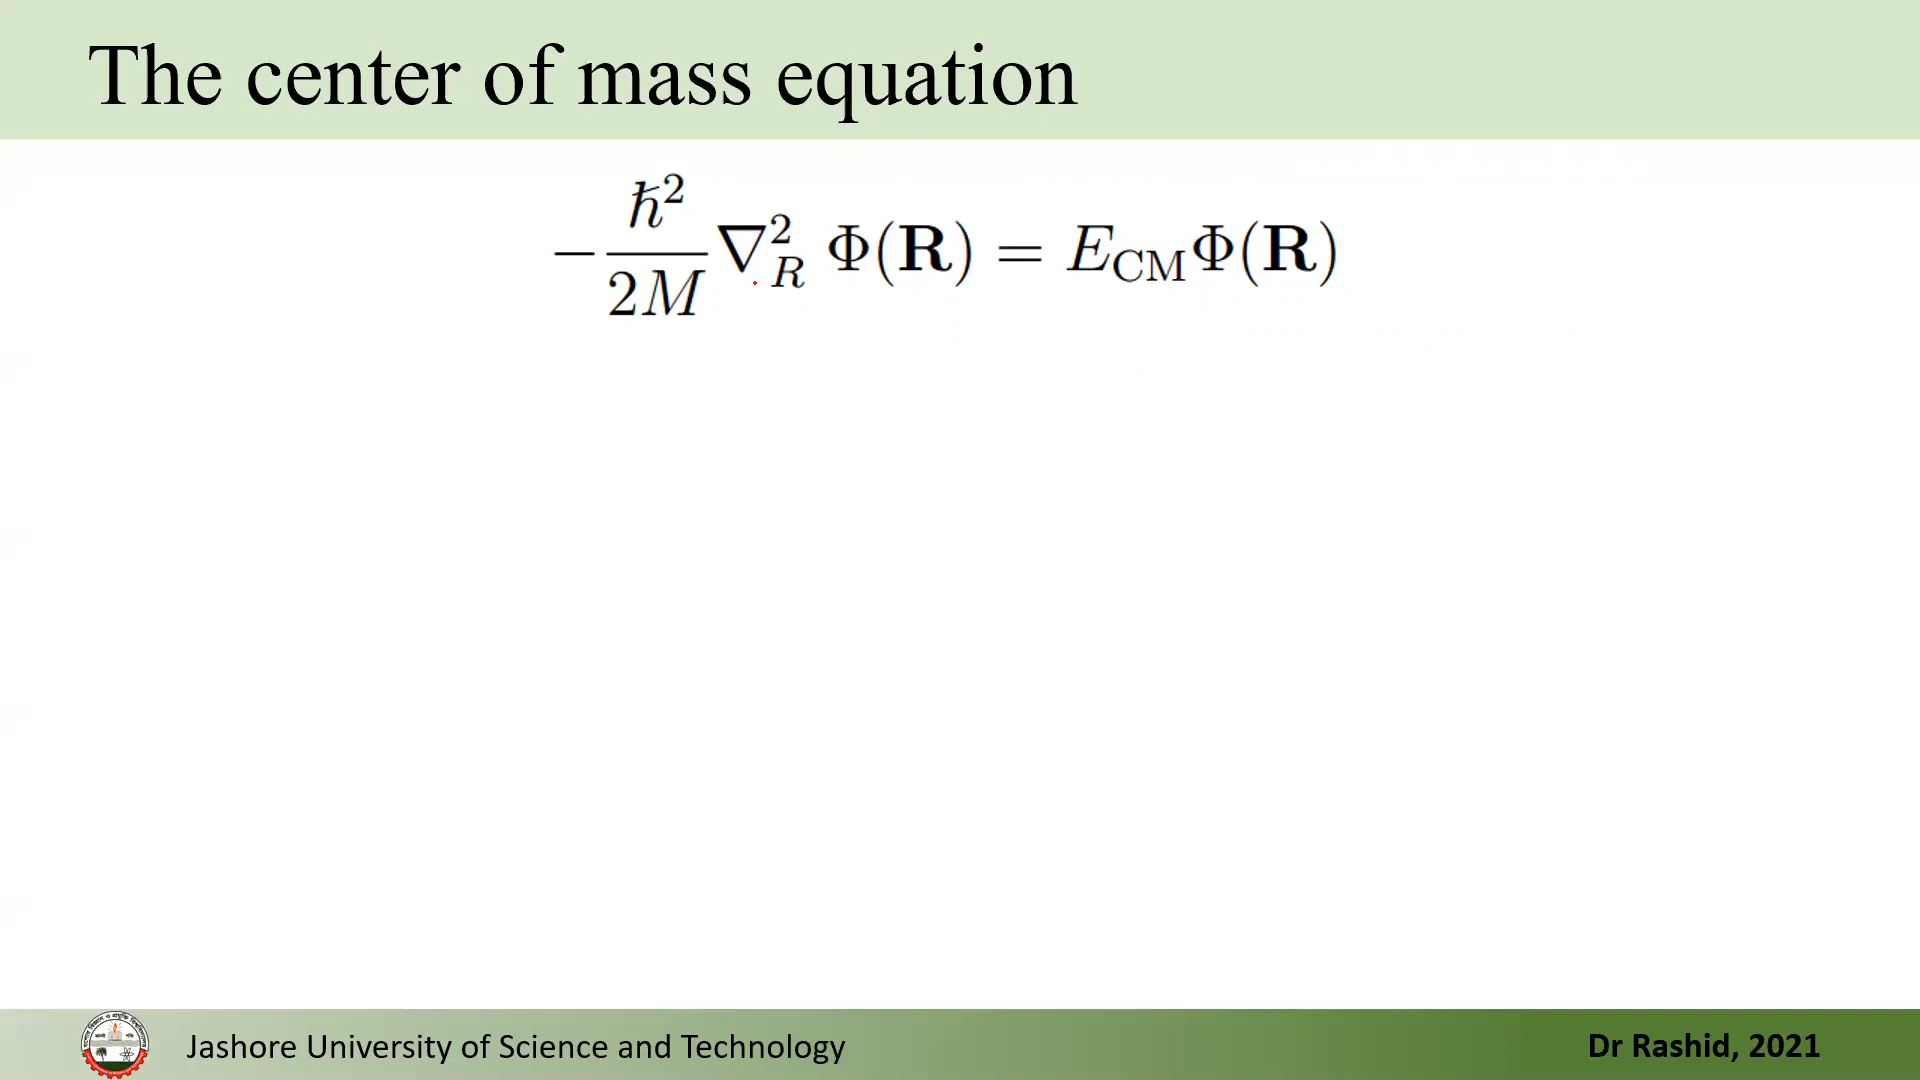 The center of mass equation
−ħ²/2M ∇²_R Φ(R) = E_CM Φ(R)
Jashore University of Science and Technology
Dr Rashid, 2021